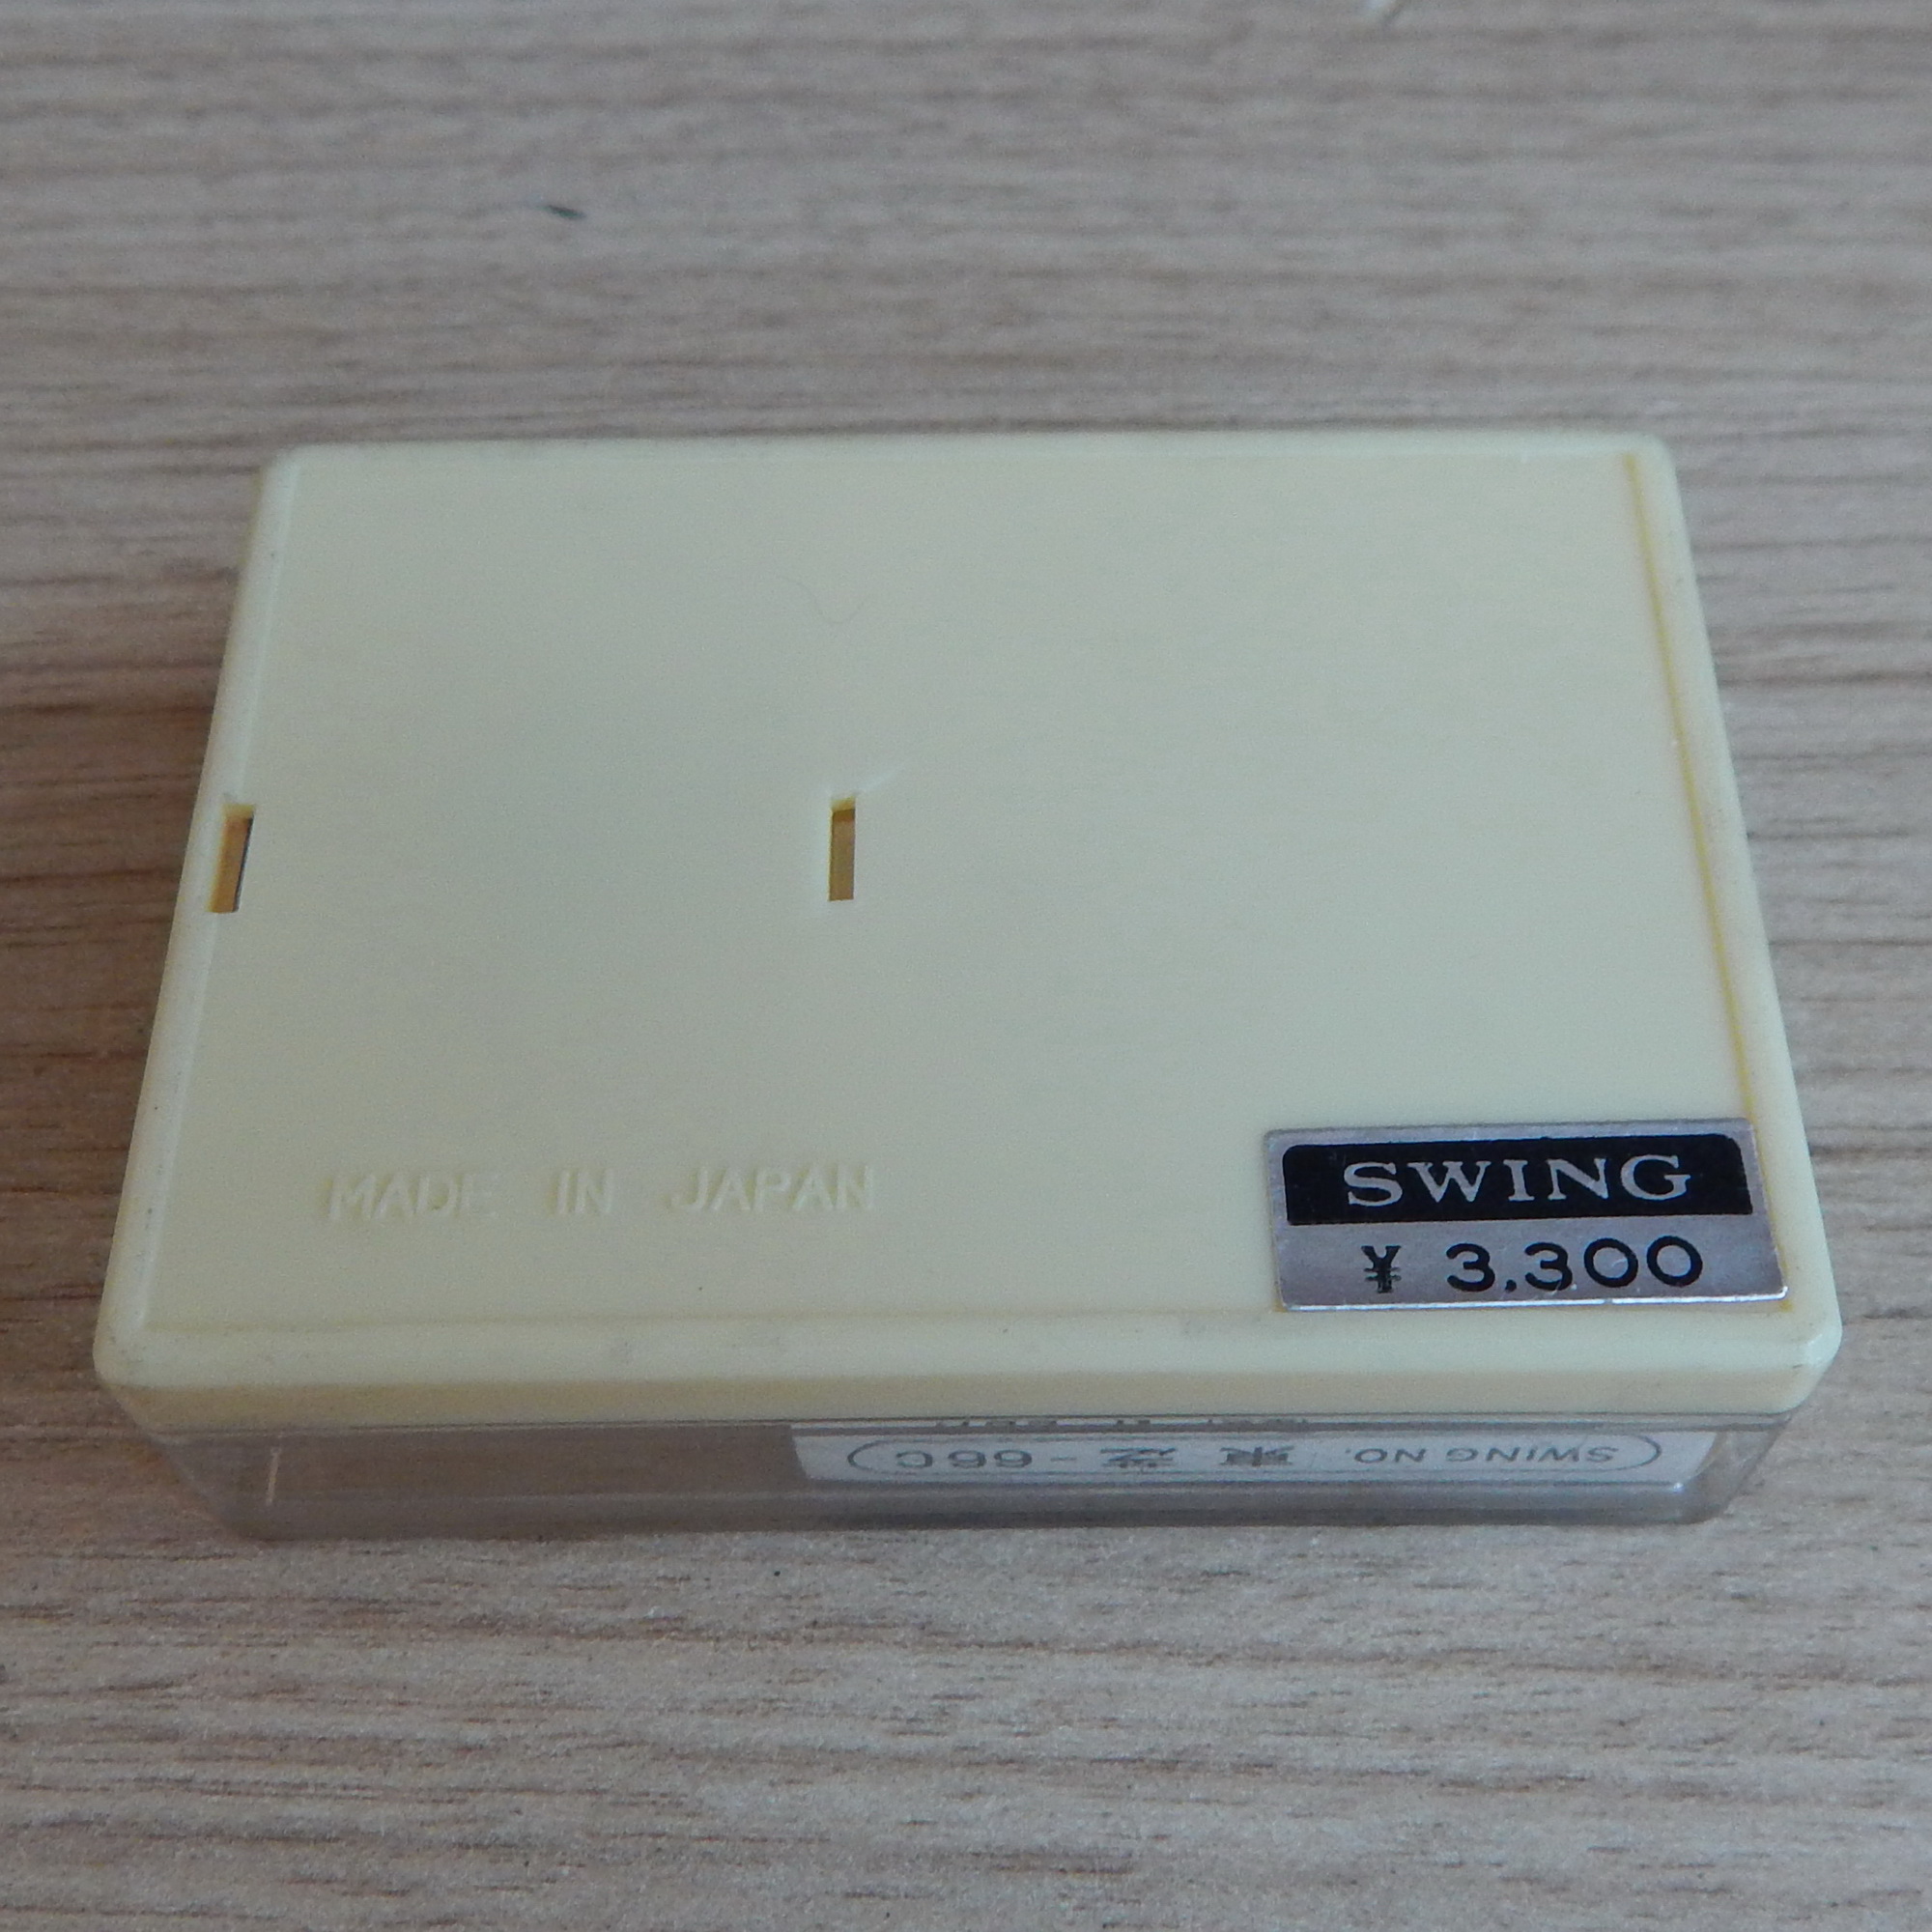 MADE IN JAPAN
SWING
¥ 3.300
SWING NO. 東芝-66C